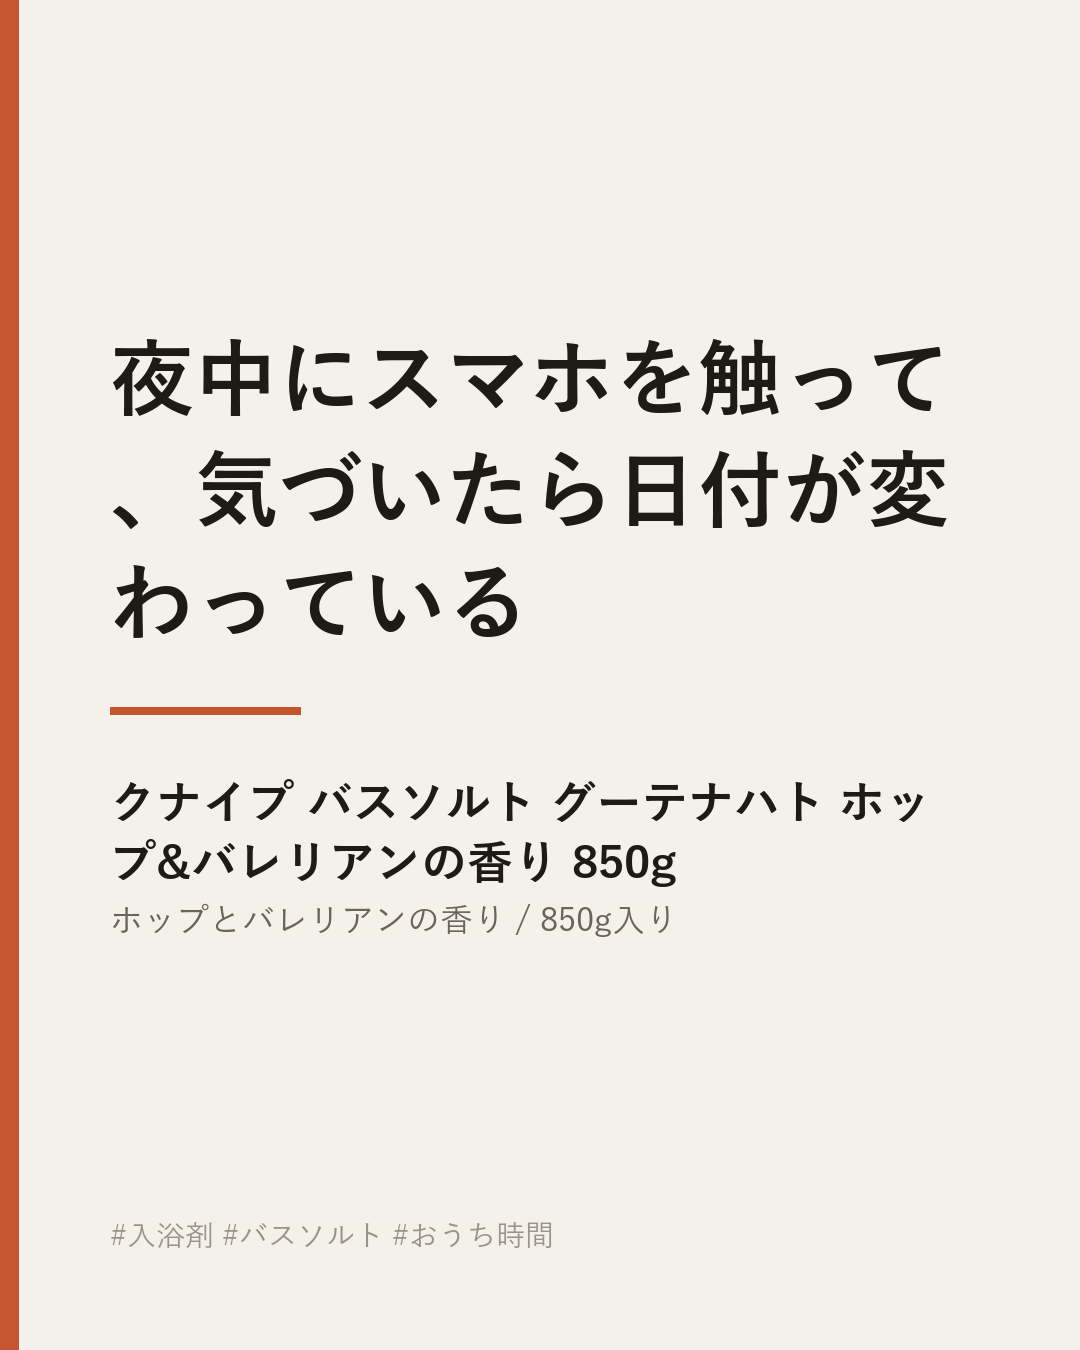 夜中にスマホを触って
、気づいたら日付が変
わっている
クナイプ バスソルト グーテナハト ホッ
プ&バレリアンの香り 850g
ホップとバレリアンの香り / 850g入り
#入浴剤 #バスソルト #おうち時間